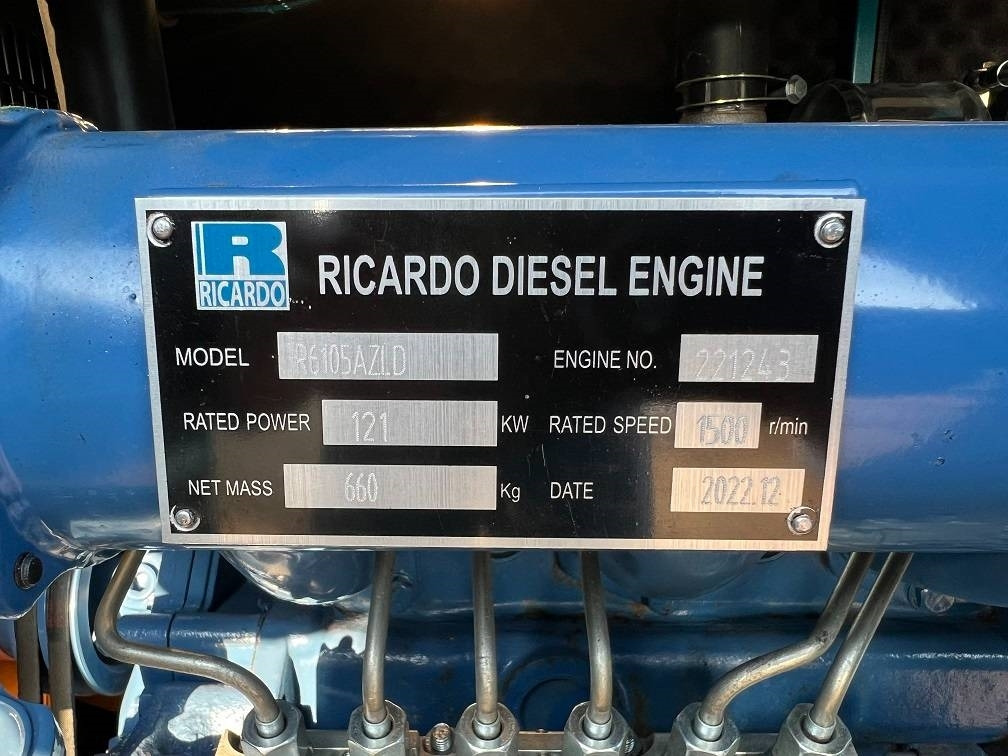 R
RICARDO
RICARDO DIESEL ENGINE
MODEL R6105AZLD ENGINE NO. 221243
RATED POWER 121 KW RATED SPEED 1500 r/min
NET MASS 660 Kg DATE 2022.12